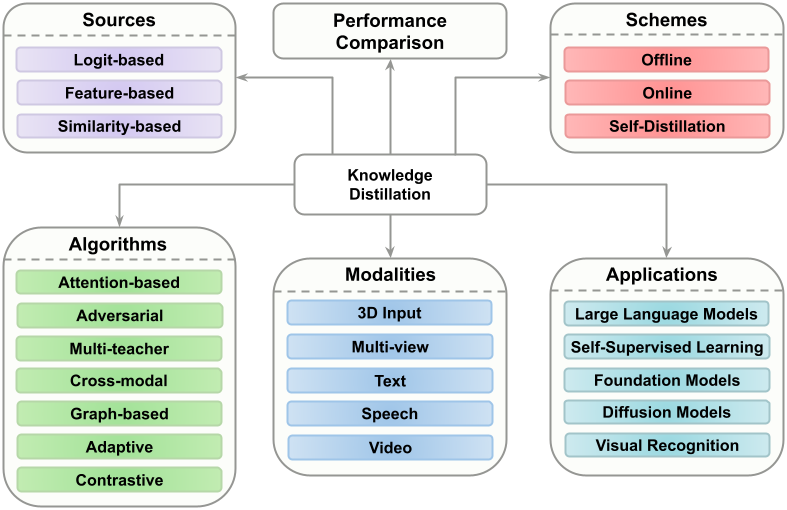 Sources
Logit-based
Feature-based
Similarity-based
Performance
Comparison
Schemes
Offline
Online
Self-Distillation
Knowledge
Distillation
Algorithms
Attention-based
Adversarial
Multi-teacher
Cross-modal
Graph-based
Adaptive
Contrastive
Modalities
3D Input
Multi-view
Text
Speech
Video
Applications
Large Language Models
Self-Supervised Learning
Foundation Models
Diffusion Models
Visual Recognition